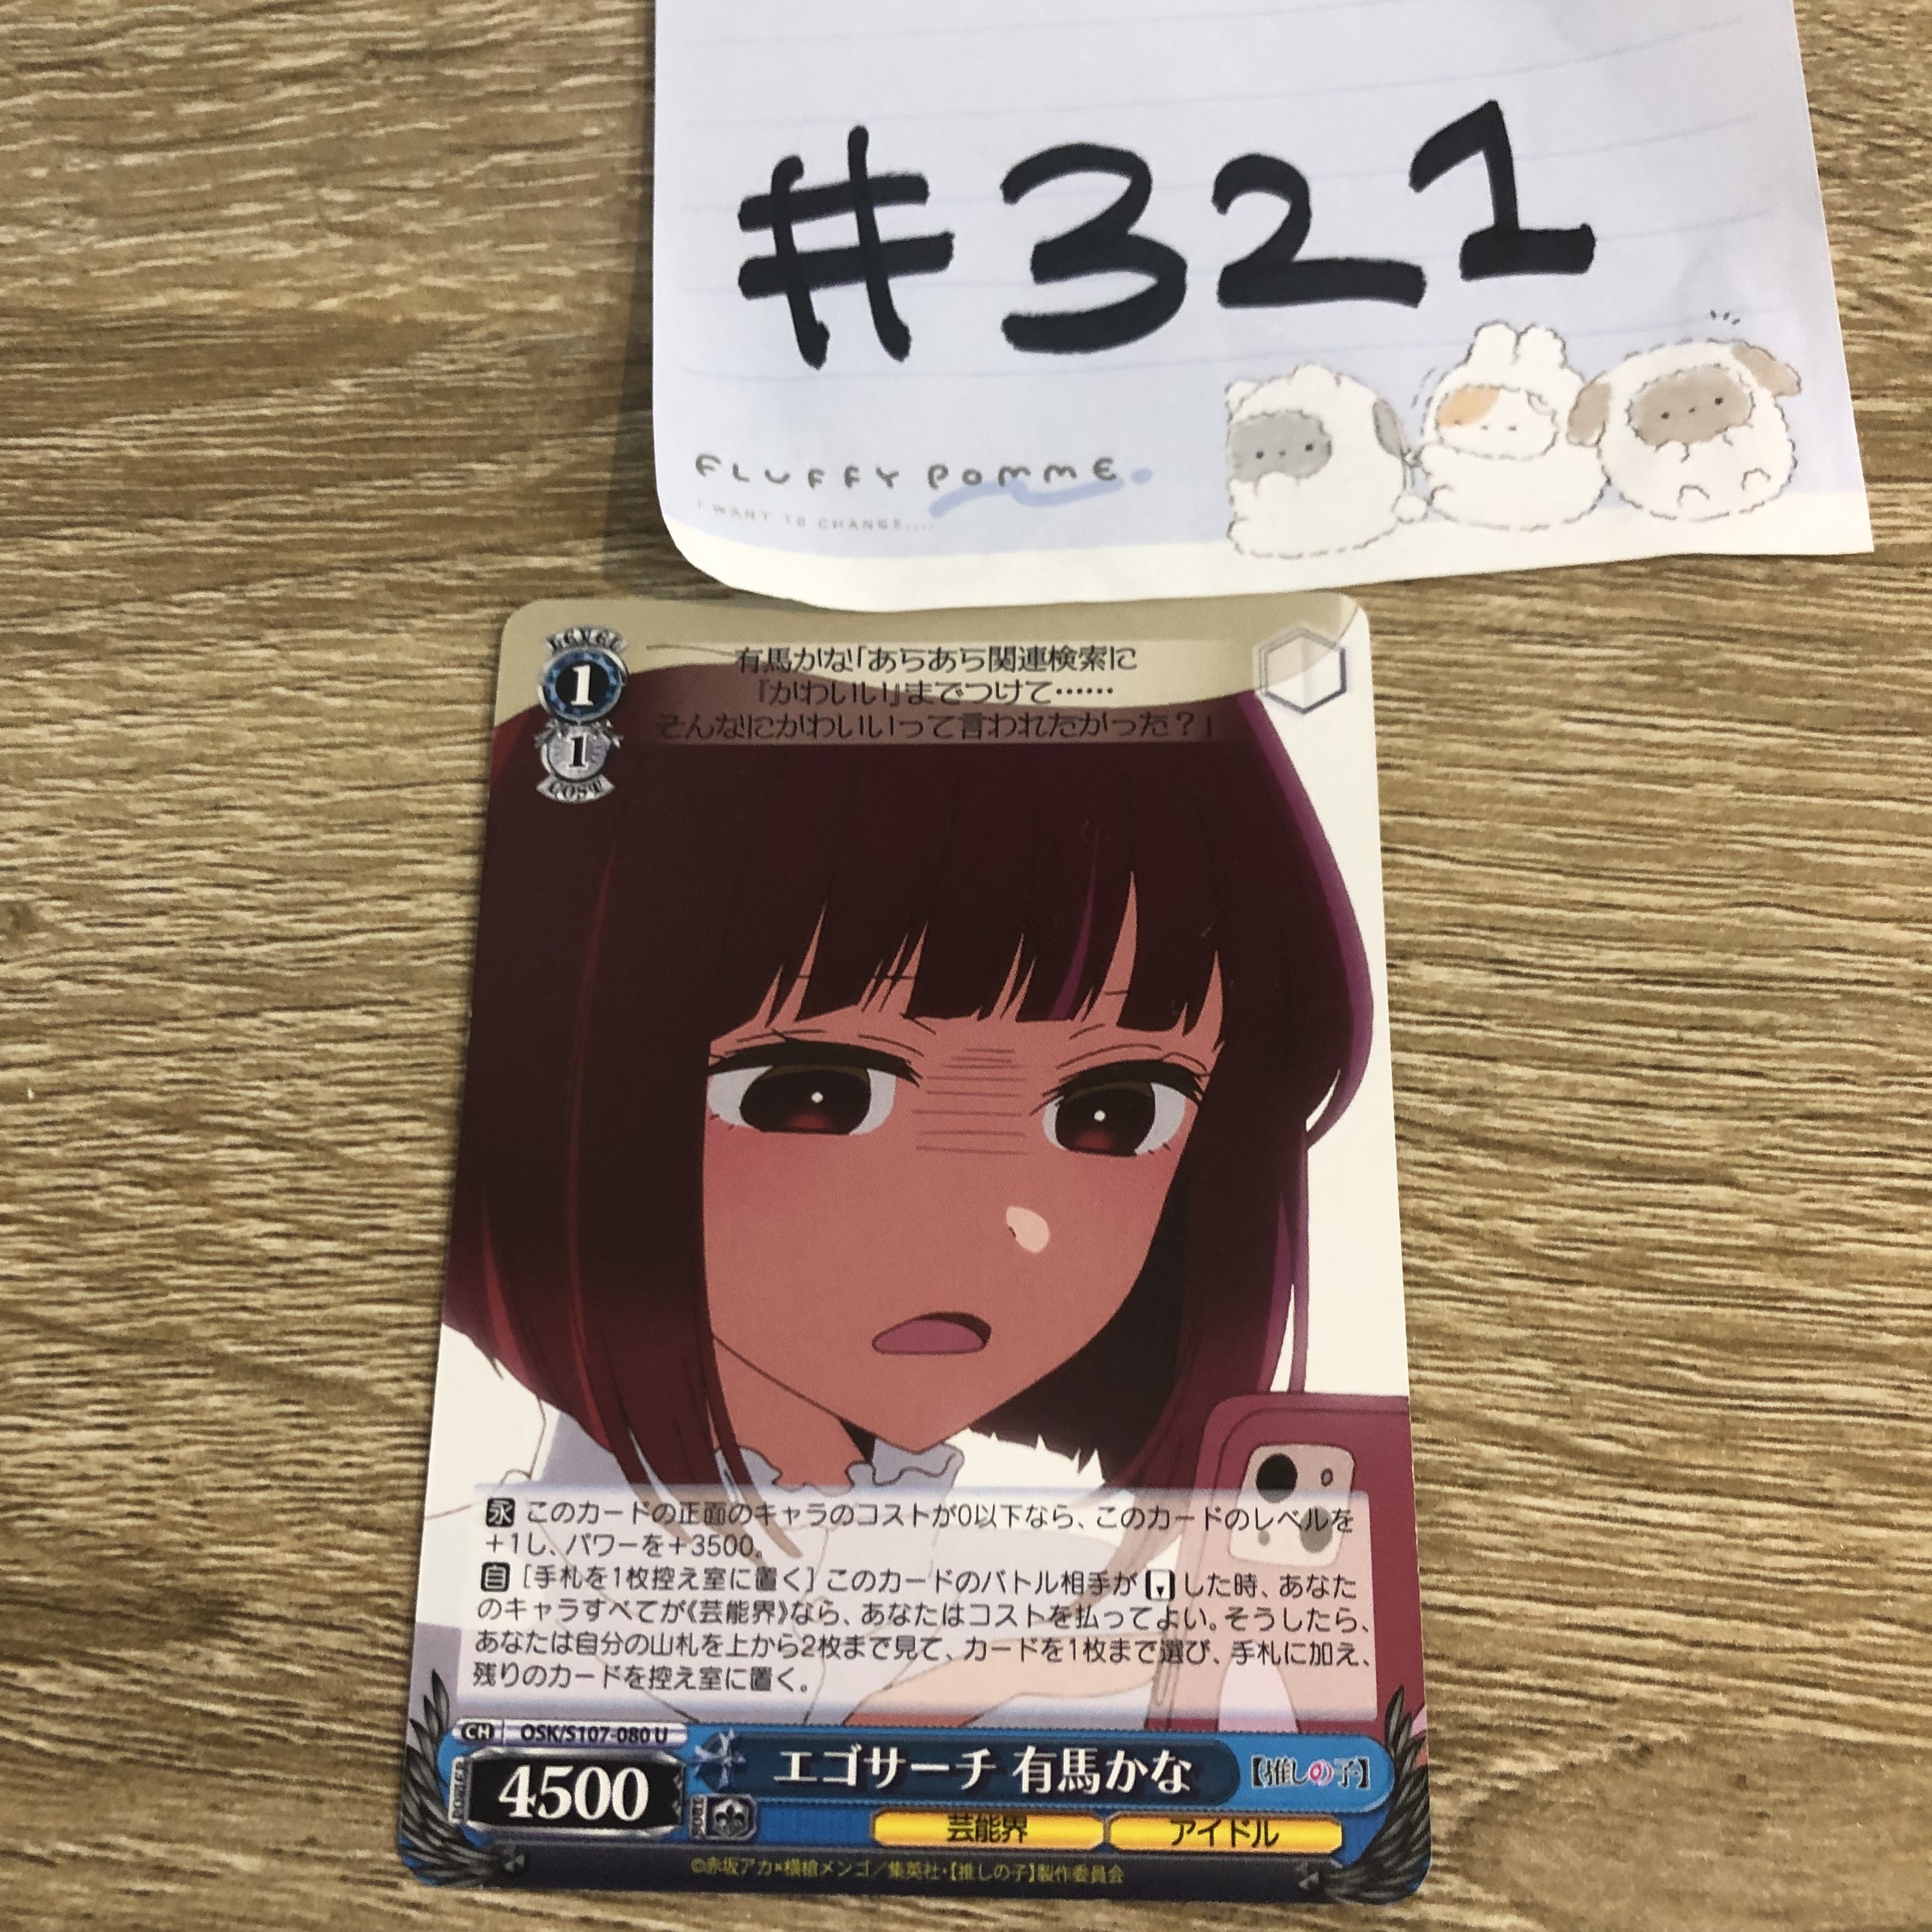 #321
FLUFFY POMME.
I WANT TO CHANGE....
LEVEL
1
1
COST
有馬かな「あらあら関連検索に
『かわいい』までつけて……
そんなにかわいいって言われたかった？」
永 このカードの正面のキャラのコストが0以下なら、このカードのレベルを
＋1し、パワーを＋3500。
自 ［手札を1枚控え室に置く］ このカードのバトル相手が した時、あなた
のキャラすべてが《芸能界》なら、あなたはコストを払ってよい。そうしたら、
あなたは自分の山札を上から2枚まで見て、カードを1枚まで選び、手札に加え、
残りのカードを控え室に置く。
CH OSK/S107-080 U
POWER 4500
エゴサーチ 有馬かな
【推しの子】
SOUL
芸能界 アイドル
©赤坂アカ×横槍メンゴ／集英社・【推しの子】製作委員会